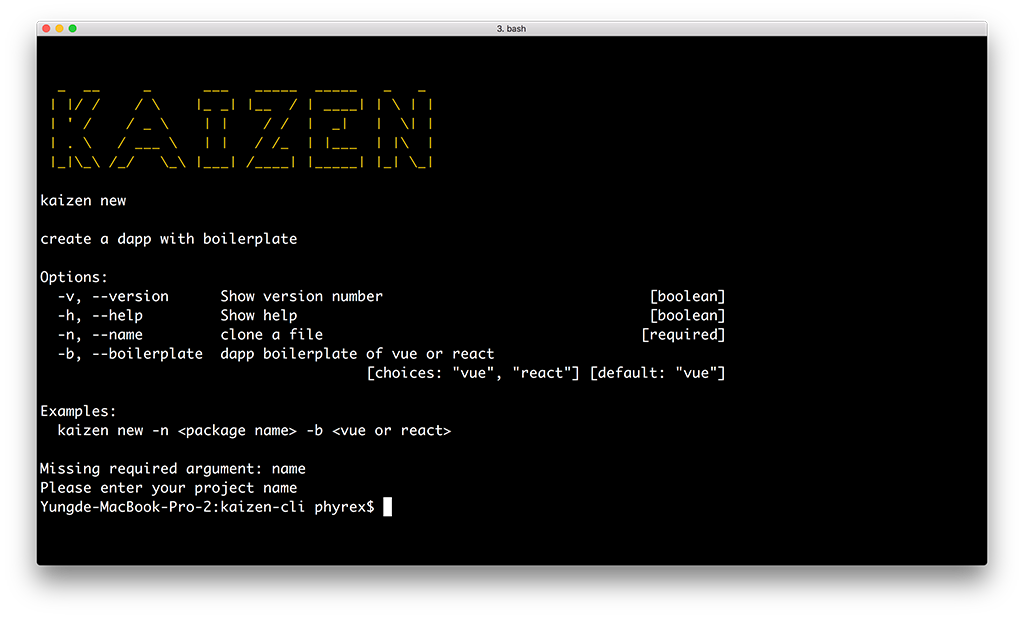 3. bash
KAIZEN
kaizen new
create a dapp with boilerplate
Options:
-v, --version Show version number [boolean]
-h, --help Show help [boolean]
-n, --name clone a file [required]
-b, --boilerplate dapp boilerplate of vue or react
[choices: "vue", "react"] [default: "vue"]
Examples:
kaizen new -n <package name> -b <vue or react>
Missing required argument: name
Please enter your project name
Yungde-MacBook-Pro-2:kaizen-cli phyrex$